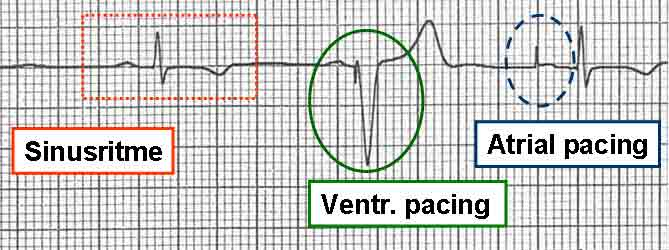 Sinusritme
Ventr. pacing
Atrial pacing